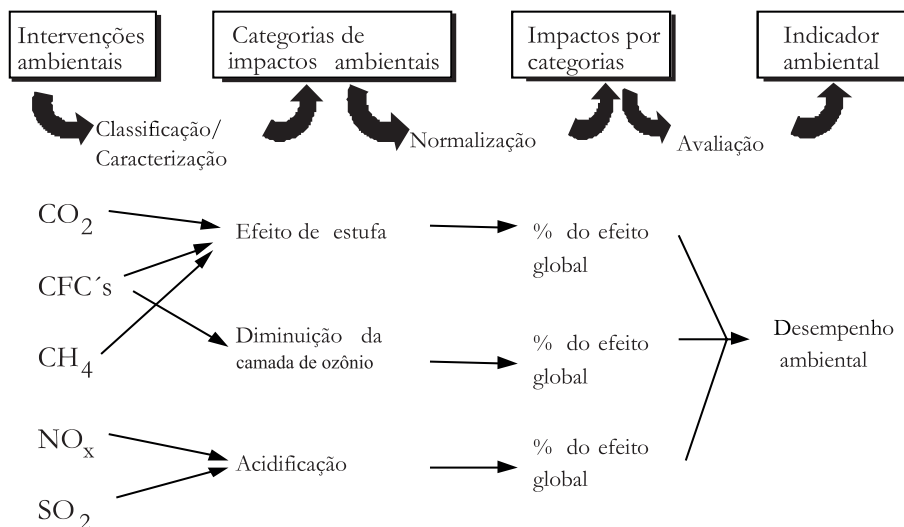 Intervenções
ambientais
Categorias de
impactos ambientais
Impactos por
categorias
Indicador
ambiental
Classificação/
Caracterização
Normalização
Avaliação
CO2
Efeito de estufa
% do efeito
global
CFC´s
Diminuição da
camada de ozônio
% do efeito
global
Desempenho
ambiental
CH4
NOx
Acidificação
% do efeito
global
SO2